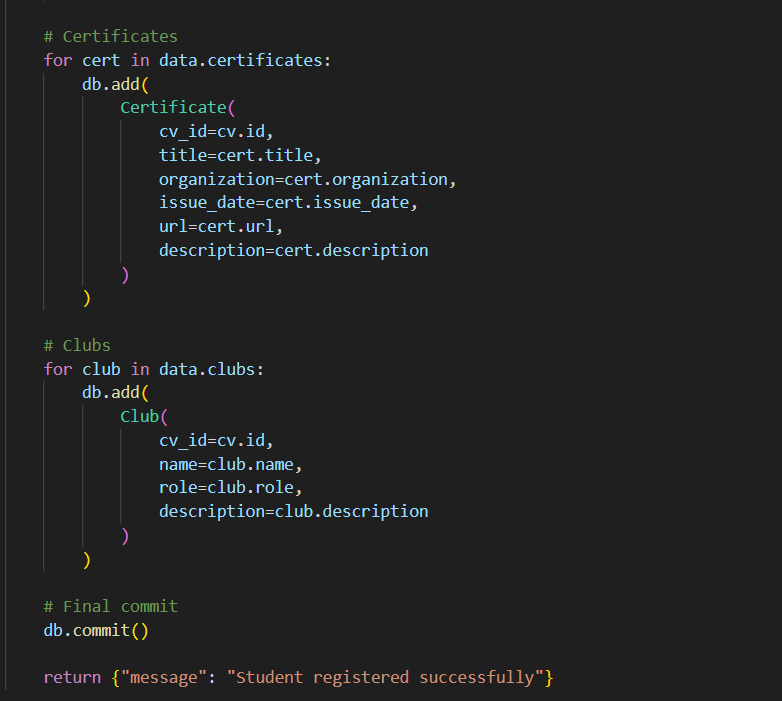 # Certificates
for cert in data.certificates:
    db.add(
        Certificate(
            cv_id=cv.id,
            title=cert.title,
            organization=cert.organization,
            issue_date=cert.issue_date,
            url=cert.url,
            description=cert.description
        )
    )

# Clubs
for club in data.clubs:
    db.add(
        Club(
            cv_id=cv.id,
            name=club.name,
            role=club.role,
            description=club.description
        )
    )

# Final commit
db.commit()

return {"message": "Student registered successfully"}